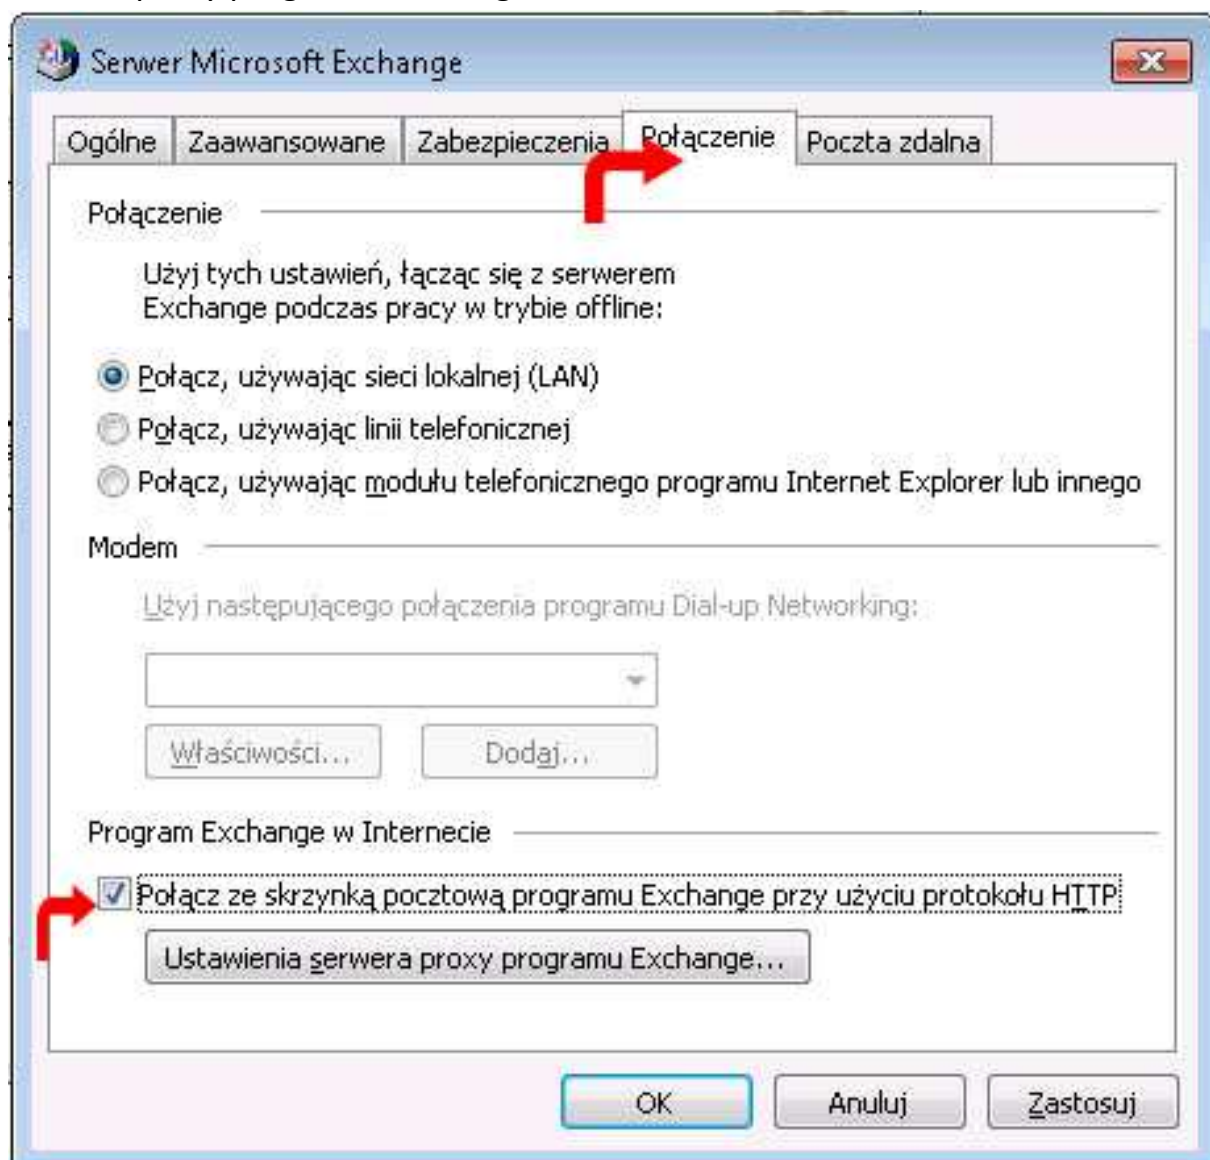 Serwer Microsoft Exchange
Ogólne Zaawansowane Zabezpieczenia Połączenie Poczta zdalna
Połączenie
Użyj tych ustawień, łącząc się z serwerem
Exchange podczas pracy w trybie offline:
Połącz, używając sieci lokalnej (LAN)
Połącz, używając linii telefonicznej
Połącz, używając modułu telefonicznego programu Internet Explorer lub innego
Modem
Użyj następującego połączenia programu Dial-up Networking:
Właściwości... Dodaj...
Program Exchange w Internecie
Połącz ze skrzynką pocztową programu Exchange przy użyciu protokołu HTTP
Ustawienia serwera proxy programu Exchange...
OK Anuluj Zastosuj